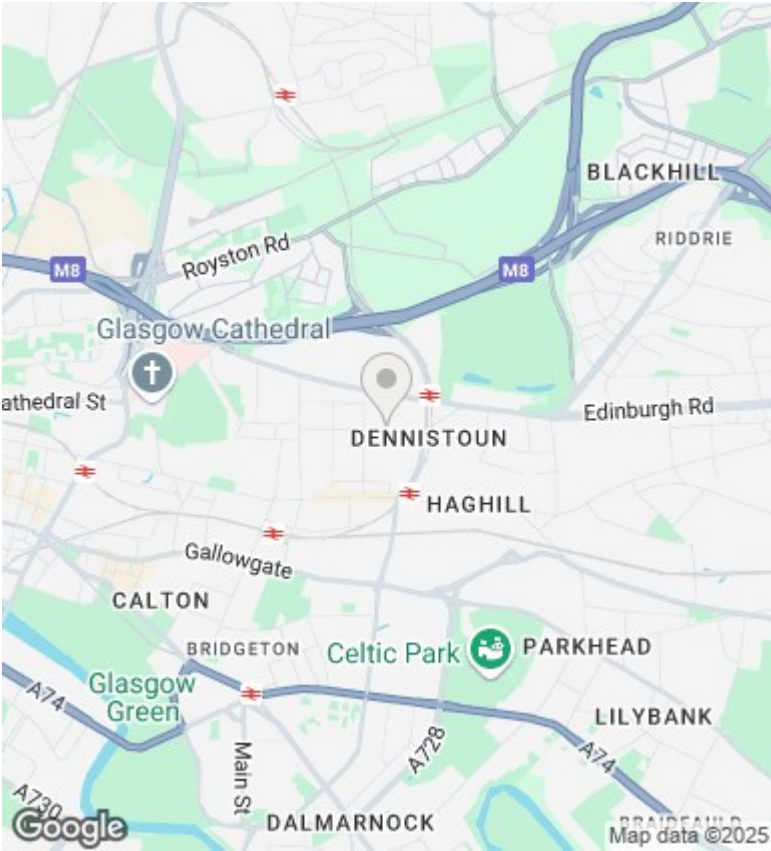 BLACKHILL
RIDDRIE
Royston Rd
M8
M8
Glasgow Cathedral
athedral St
Edinburgh Rd
DENNISTOUN
HAGHILL
Gallowgate
CALTON
BRIDGETON
Celtic Park
PARKHEAD
Glasgow
Green
A74
LILYBANK
A728
Main St
A74
A730
DALMARNOCK
BRAIDFAULD
Google
Map data ©2025